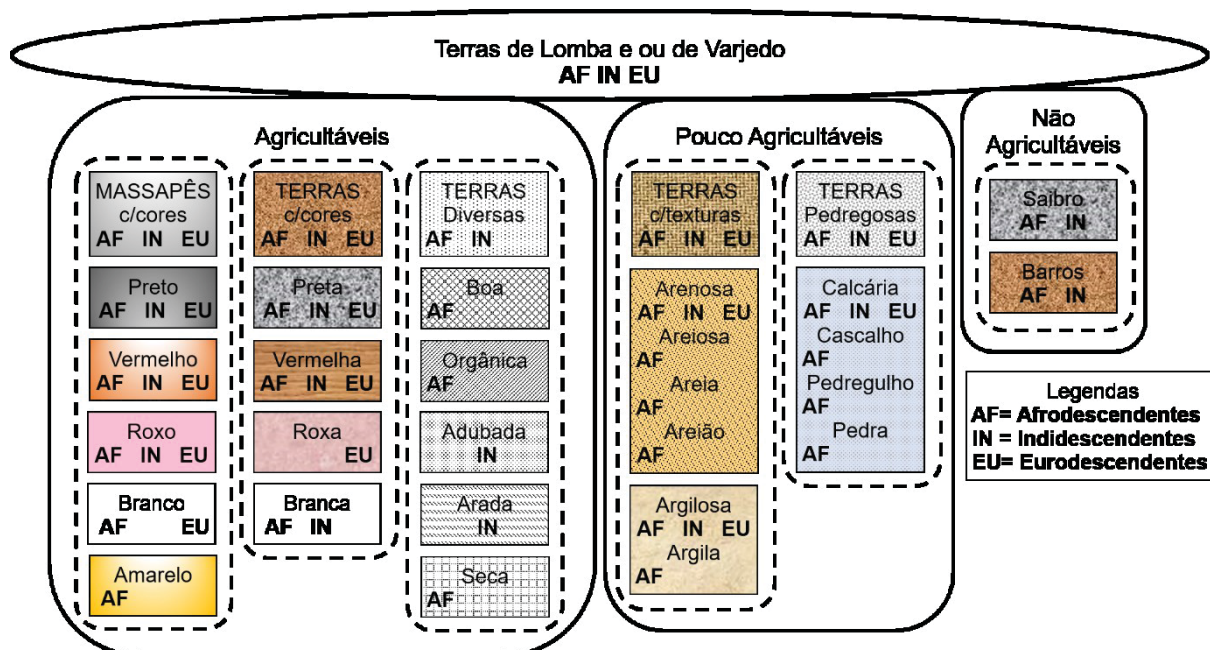 Terras de Lomba e ou de Varjedo
AF IN EU
Agricultáveis
MASSAPÊS
c/cores
AF IN EU
Preto
AF IN EU
Vermelho
AF IN EU
Roxo
AF IN EU
Branco
AF EU
Amarelo
AF
TERRAS
c/cores
AF IN EU
Preta
AF IN EU
Vermelha
AF IN EU
Roxa
EU
Branca
AF IN
TERRAS
Diversas
AF IN
Boa
AF
Orgânica
AF
Adubada
IN
Arada
IN
Seca
AF
Pouco Agricultáveis
TERRAS
c/texturas
AF IN EU
Arenosa
AF IN EU
Areiosa
AF
Areia
AF
Areião
AF
Argilosa
AF IN EU
Argila
AF
TERRAS
Pedregosas
AF IN EU
Calcária
AF IN EU
Cascalho
AF
Pedregulho
AF
Pedra
AF
Não
Agricultáveis
Saibro
AF IN
Barros
AF IN
Legendas
AF= Afrodescendentes
IN = Indidescendentes
EU= Eurodescendentes